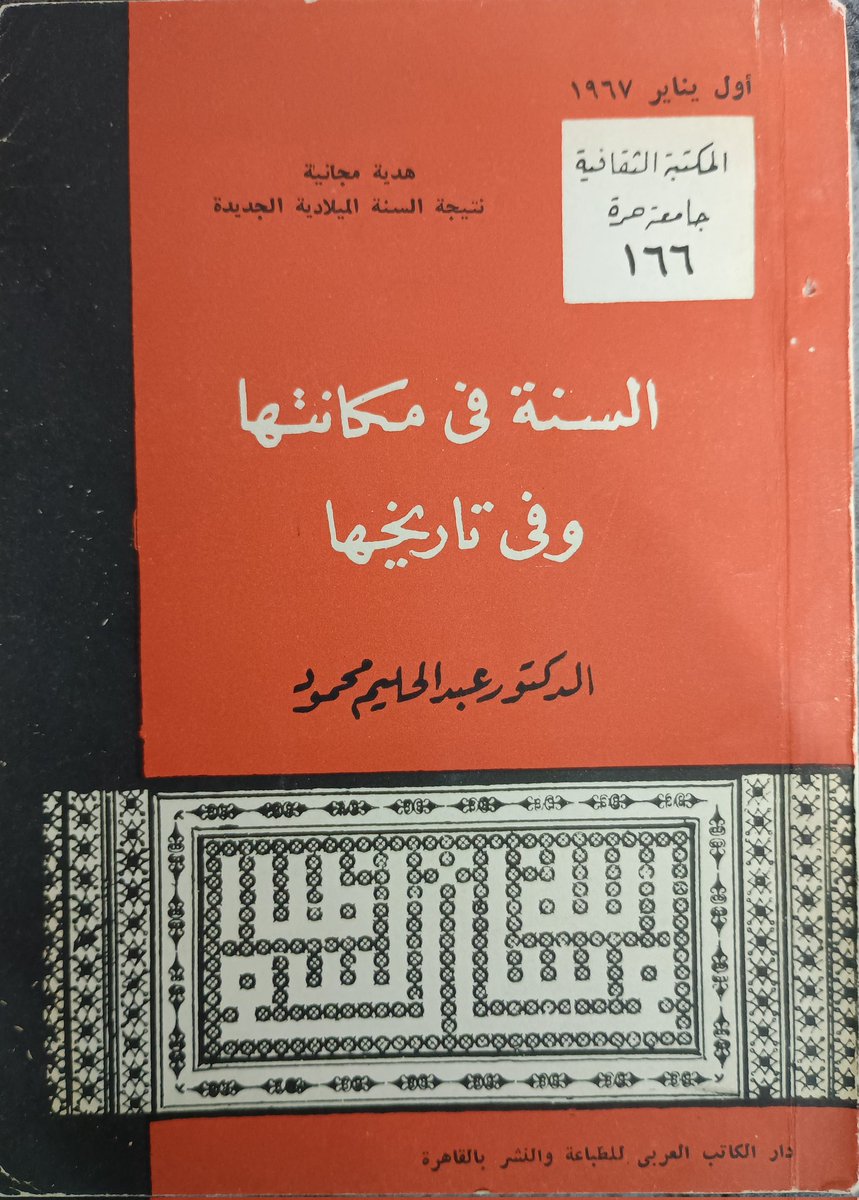 أول يناير ١٩٦٧
المكتبة الثقافية
جامعة حرة
١٦٦
هدية مجانية
نتيجة السنة الميلادية الجديدة
السنة فى مكانتها
وفى تاريخها
الدكتور عبد الحليم محمود
دار الكاتب العربى للطباعة والنشر بالقاهرة